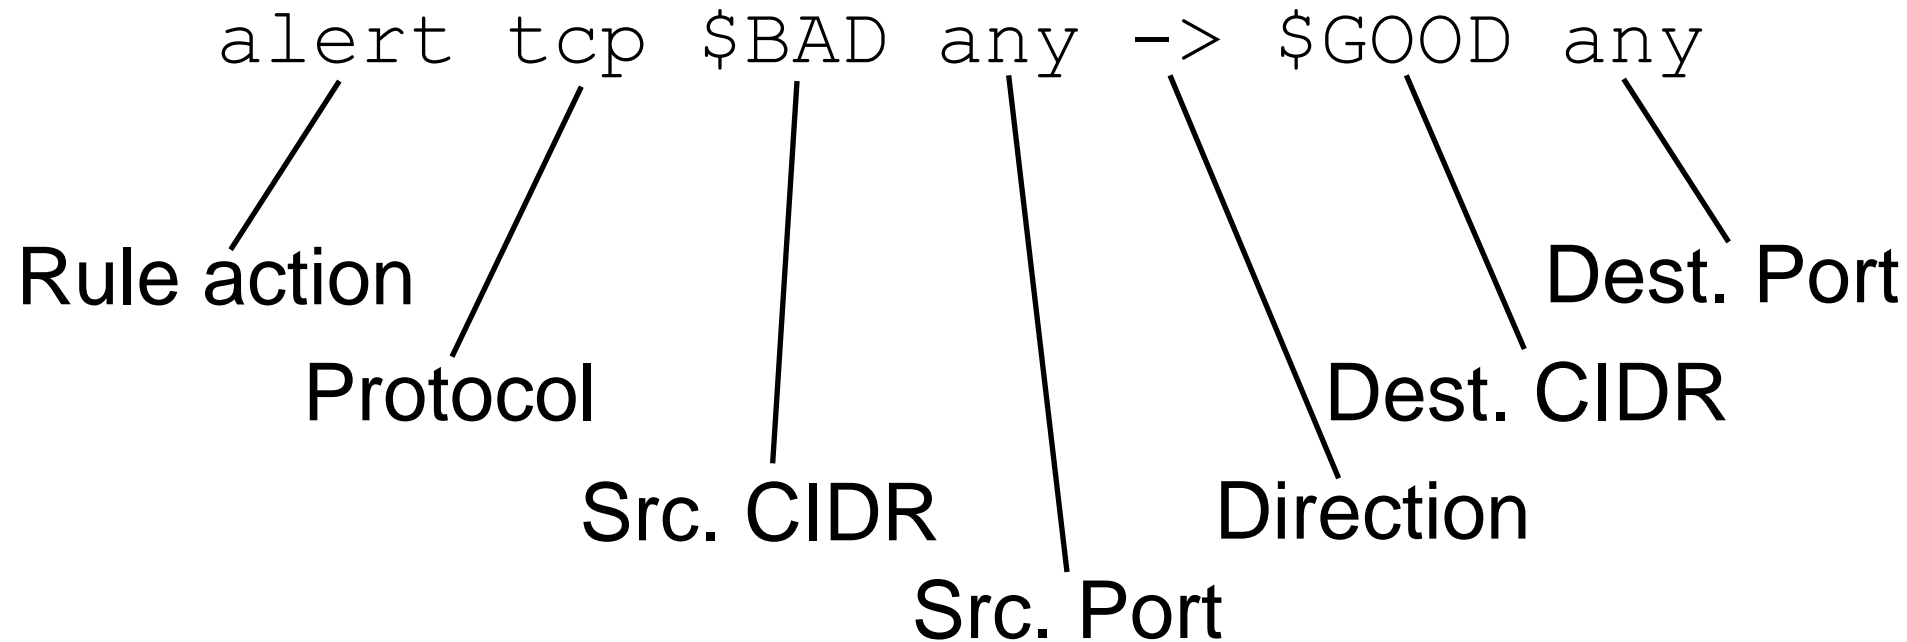 alert tcp $BAD any -> $GOOD any
Rule action
Dest. Port
Protocol
Dest. CIDR
Src. CIDR
Direction
Src. Port